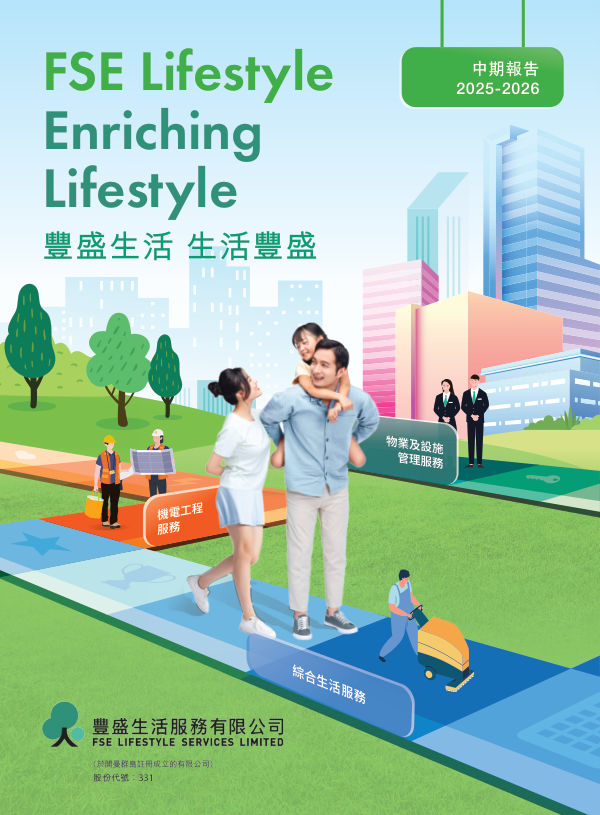 FSE Lifestyle
Enriching
Lifestyle
豐盛生活 生活豐盛
中期報告
2025-2026
物業及設施
管理服務
機電工程
服務
綜合生活服務
豐盛生活服務有限公司
FSE LIFESTYLE SERVICES LIMITED
(於開曼群島註冊成立的有限公司)
股份代號：331